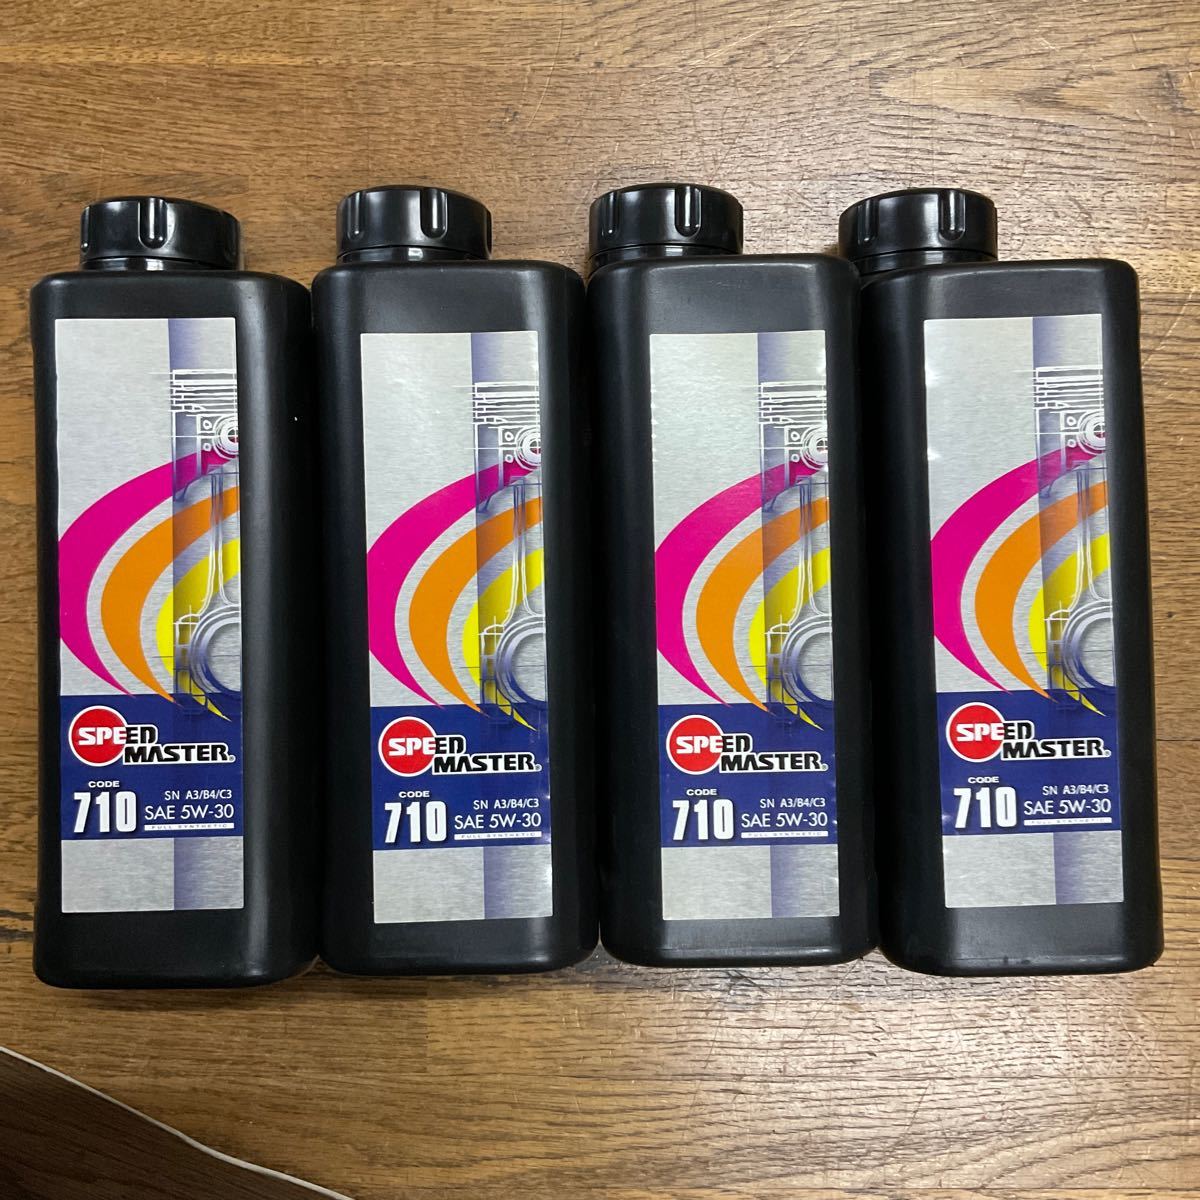 SPEED
MASTER®
CODE
710
SN A3/B4/C3
SAE 5W-30
FULL SYNTHETIC
SPEED
MASTER®
CODE
710
SN A3/B4/C3
SAE 5W-30
FULL SYNTHETIC
SPEED
MASTER®
CODE
710
SN A3/B4/C3
SAE 5W-30
FULL SYNTHETIC
SPEED
MASTER®
CODE
710
SN A3/B4/C3
SAE 5W-30
FULL SYNTHETIC